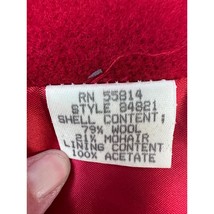 RN 55814
STYLE 84821
SHELL CONTENT:
79% WOOL
21% MOHAIR
LINING CONTENT
100% ACETATE